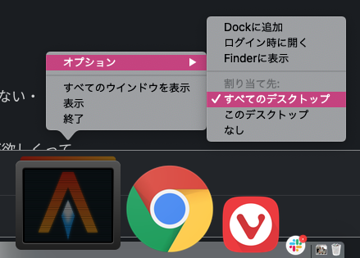 Dockに追加
ログイン時に開く
Finderに表示
割り当て先:
✓ すべてのデスクトップ
このデスクトップ
なし
オプション
すべてのウインドウを表示
表示
終了
ない・
が欲しくって